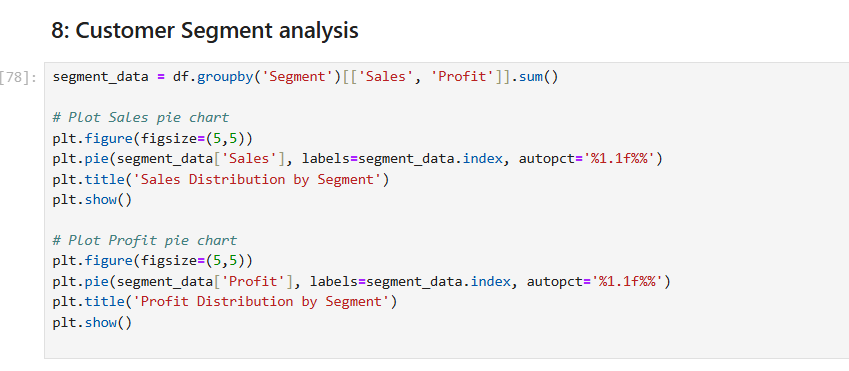 8: Customer Segment analysis
[78]: segment_data = df.groupby('Segment')[['Sales', 'Profit']].sum()
# Plot Sales pie chart
plt.figure(figsize=(5,5))
plt.pie(segment_data['Sales'], labels=segment_data.index, autopct='%1.1f%%')
plt.title('Sales Distribution by Segment')
plt.show()
# Plot Profit pie chart
plt.figure(figsize=(5,5))
plt.pie(segment_data['Profit'], labels=segment_data.index, autopct='%1.1f%%')
plt.title('Profit Distribution by Segment')
plt.show()